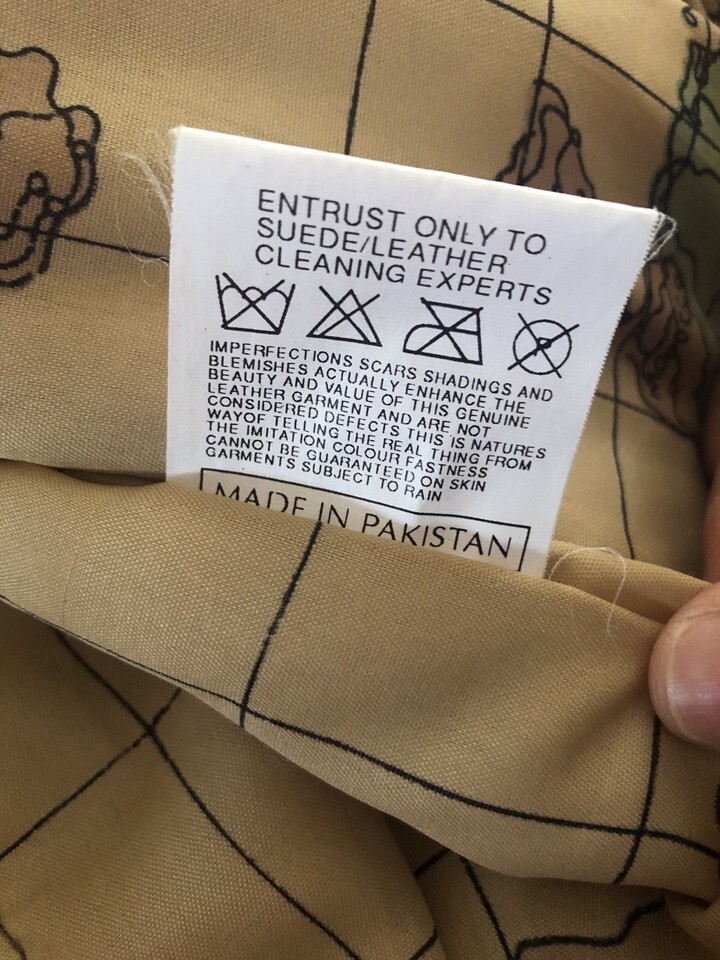 ENTRUST ONLY TO
SUEDE/LEATHER
CLEANING EXPERTS
IMPERFECTIONS SCARS SHADINGS AND
BLEMISHES ACTUALLY ENHANCE THE
BEAUTY AND VALUE OF THIS GENUINE
LEATHER GARMENT AND ARE NOT
CONSIDERED DEFECTS THIS IS NATURES
WAYOF TELLING THE REAL THING FROM
THE IMITATION COLOUR FASTNESS
CANNOT BE GUARANTEED ON SKIN
GARMENTS SUBJECT TO RAIN
MADE IN PAKISTAN